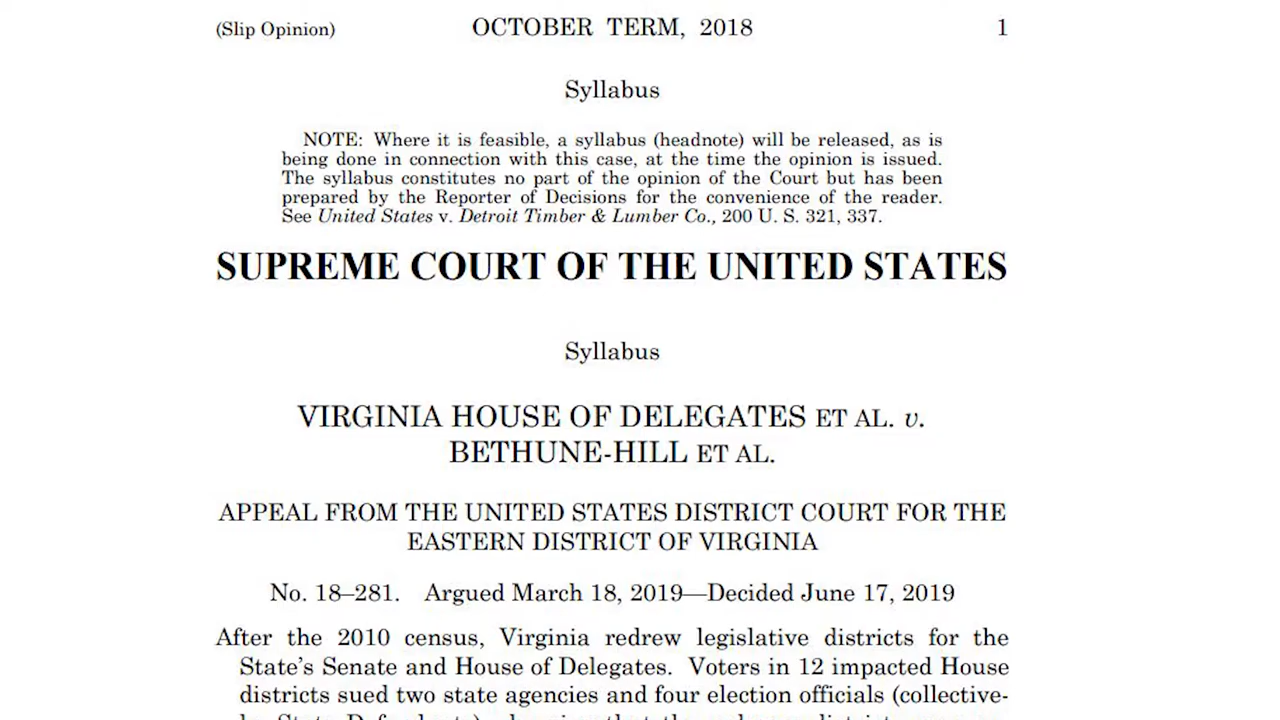 (Slip Opinion) OCTOBER TERM, 2018 1
Syllabus
NOTE: Where it is feasible, a syllabus (headnote) will be released, as is
being done in connection with this case, at the time the opinion is issued.
The syllabus constitutes no part of the opinion of the Court but has been
prepared by the Reporter of Decisions for the convenience of the reader.
See United States v. Detroit Timber & Lumber Co., 200 U. S. 321, 337.
SUPREME COURT OF THE UNITED STATES
Syllabus
VIRGINIA HOUSE OF DELEGATES ET AL. v.
BETHUNE-HILL ET AL.
APPEAL FROM THE UNITED STATES DISTRICT COURT FOR THE
EASTERN DISTRICT OF VIRGINIA
No. 18–281. Argued March 18, 2019—Decided June 17, 2019
After the 2010 census, Virginia redrew legislative districts for the
State’s Senate and House of Delegates. Voters in 12 impacted House
districts sued two state agencies and four election officials (collective-